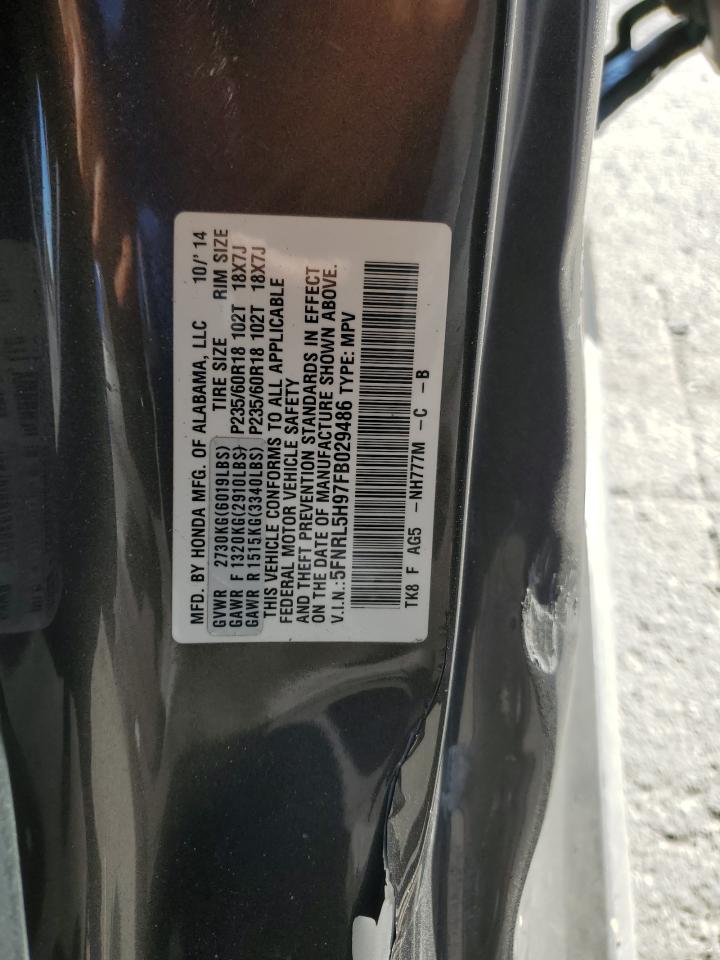 MFD. BY HONDA MFG. OF ALABAMA, LLC 10/'14
TIRE SIZE RIM SIZE
GVWR 2730KG(6019LBS)
GAWR F 1320KG(2910LBS) P235/60R18 102T 18X7J
GAWR R 1515KG(3340LBS) P235/60R18 102T 18X7J
THIS VEHICLE CONFORMS TO ALL APPLICABLE
FEDERAL MOTOR VEHICLE SAFETY
AND THEFT PREVENTION STANDARDS IN EFFECT
ON THE DATE OF MANUFACTURE SHOWN ABOVE.
V.I.N.:5FNRL5H97FB029486 TYPE: MPV
TK8 F AG5 -NH777M -C -B